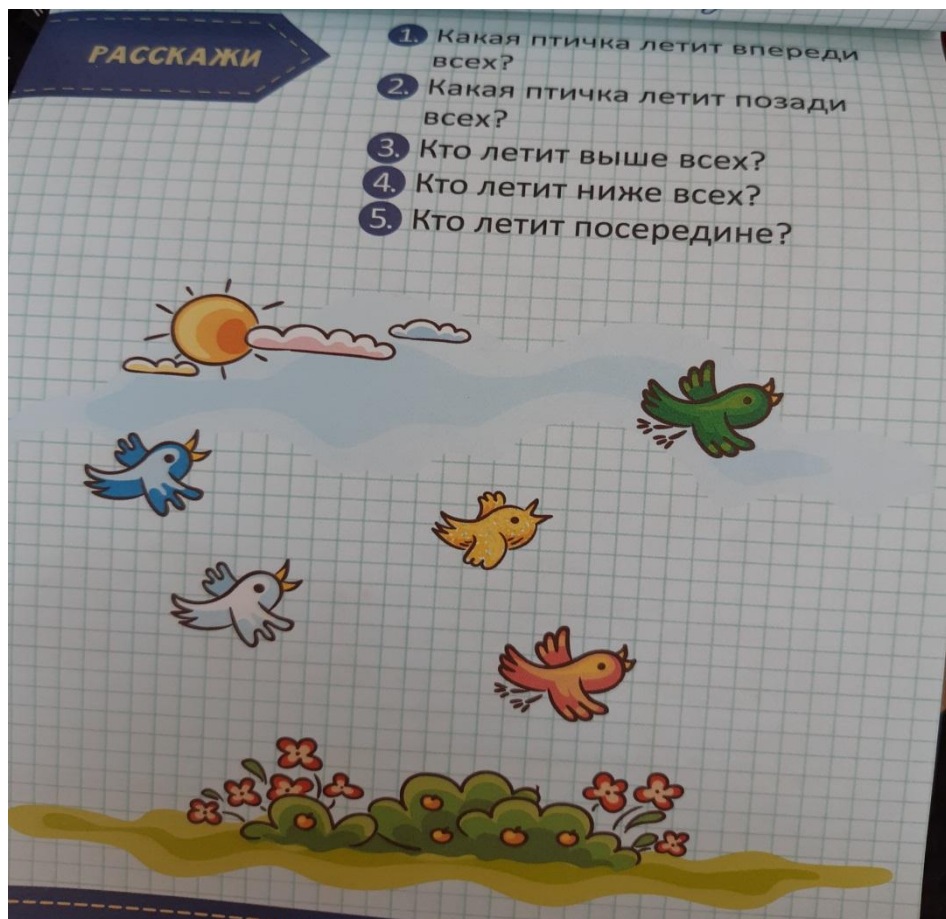 РАССКАЖИ
1. Какая птичка летит впереди
всех?
2. Какая птичка летит позади
всех?
3. Кто летит выше всех?
4. Кто летит ниже всех?
5. Кто летит посередине?